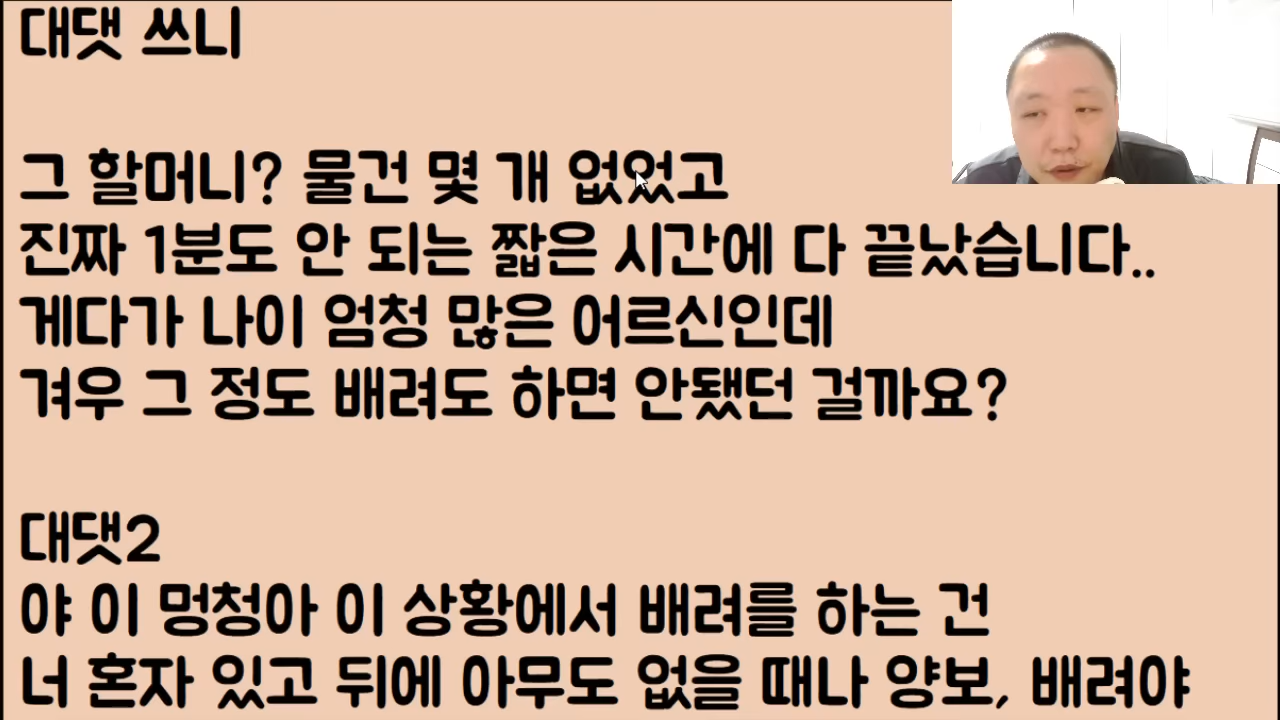 대댓 쓰니
그 할머니? 물건 몇 개 없었고
진짜 1분도 안 되는 짧은 시간에 다 끝났습니다..
게다가 나이 엄청 많은 어르신인데
겨우 그 정도 배려도 하면 안됐던 걸까요?
대댓2
야 이 멍청아 이 상황에서 배려를 하는 건
너 혼자 있고 뒤에 아무도 없을 때나 양보, 배려야